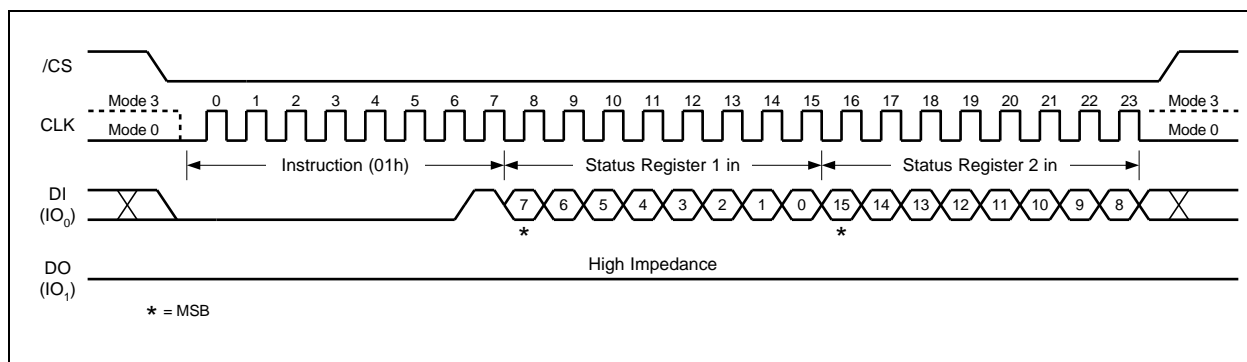 /CS
Mode 3 0 1 2 3 4 5 6 7 8 9 10 11 12 13 14 15 16 17 18 19 20 21 22 23 Mode 3
CLK Mode 0 Mode 0
Instruction (01h) Status Register 1 in Status Register 2 in
DI
(IO₀) 7 6 5 4 3 2 1 0 15 14 13 12 11 10 9 8
* *
High Impedance
DO
(IO₁)
* = MSB